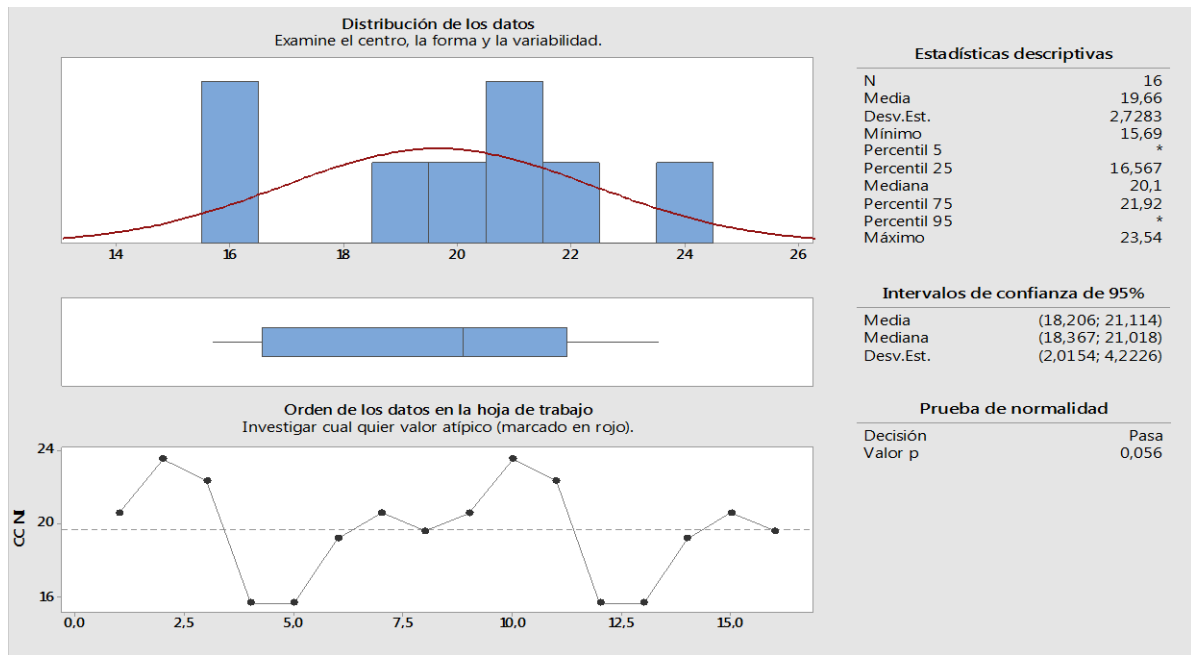 Distribución de los datos
Examine el centro, la forma y la variabilidad.
14 16 18 20 22 24 26
Orden de los datos en la hoja de trabajo
Investigar cual quier valor atípico (marcado en rojo).
24
20
16
CC NI
0,0 2,5 5,0 7,5 10,0 12,5 15,0
Estadísticas descriptivas
N 16
Media 19,66
Desv.Est. 2,7283
Mínimo 15,69
Percentil 5 *
Percentil 25 16,567
Mediana 20,1
Percentil 75 21,92
Percentil 95 *
Máximo 23,54
Intervalos de confianza de 95%
Media (18,206; 21,114)
Mediana (18,367; 21,018)
Desv.Est. (2,0154; 4,2226)
Prueba de normalidad
Decisión Pasa
Valor p 0,056